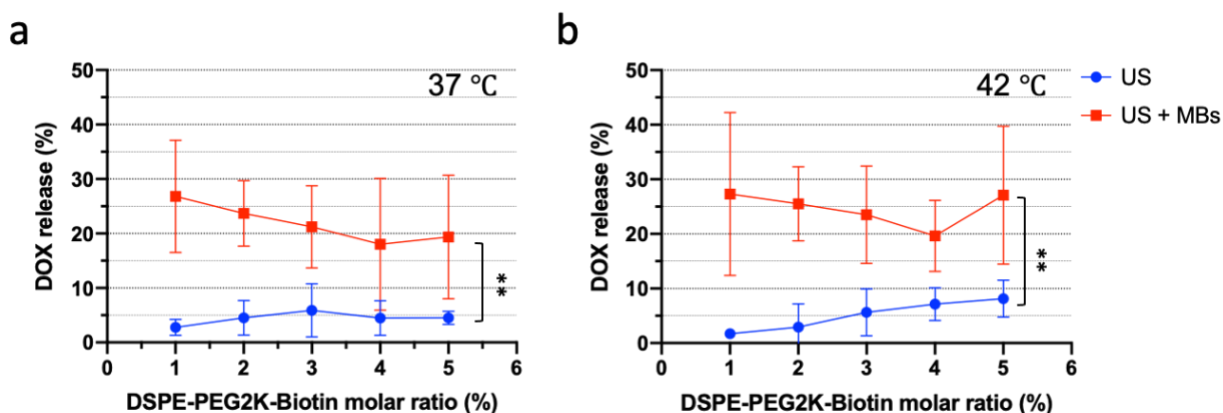 a
37 °C
50
40
30
20
10
0
DOX release (%)
**
0 1 2 3 4 5 6
DSPE-PEG2K-Biotin molar ratio (%)
b
42 °C
50
40
30
20
10
0
DOX release (%)
**
0 1 2 3 4 5 6
DSPE-PEG2K-Biotin molar ratio (%)
US
US + MBs